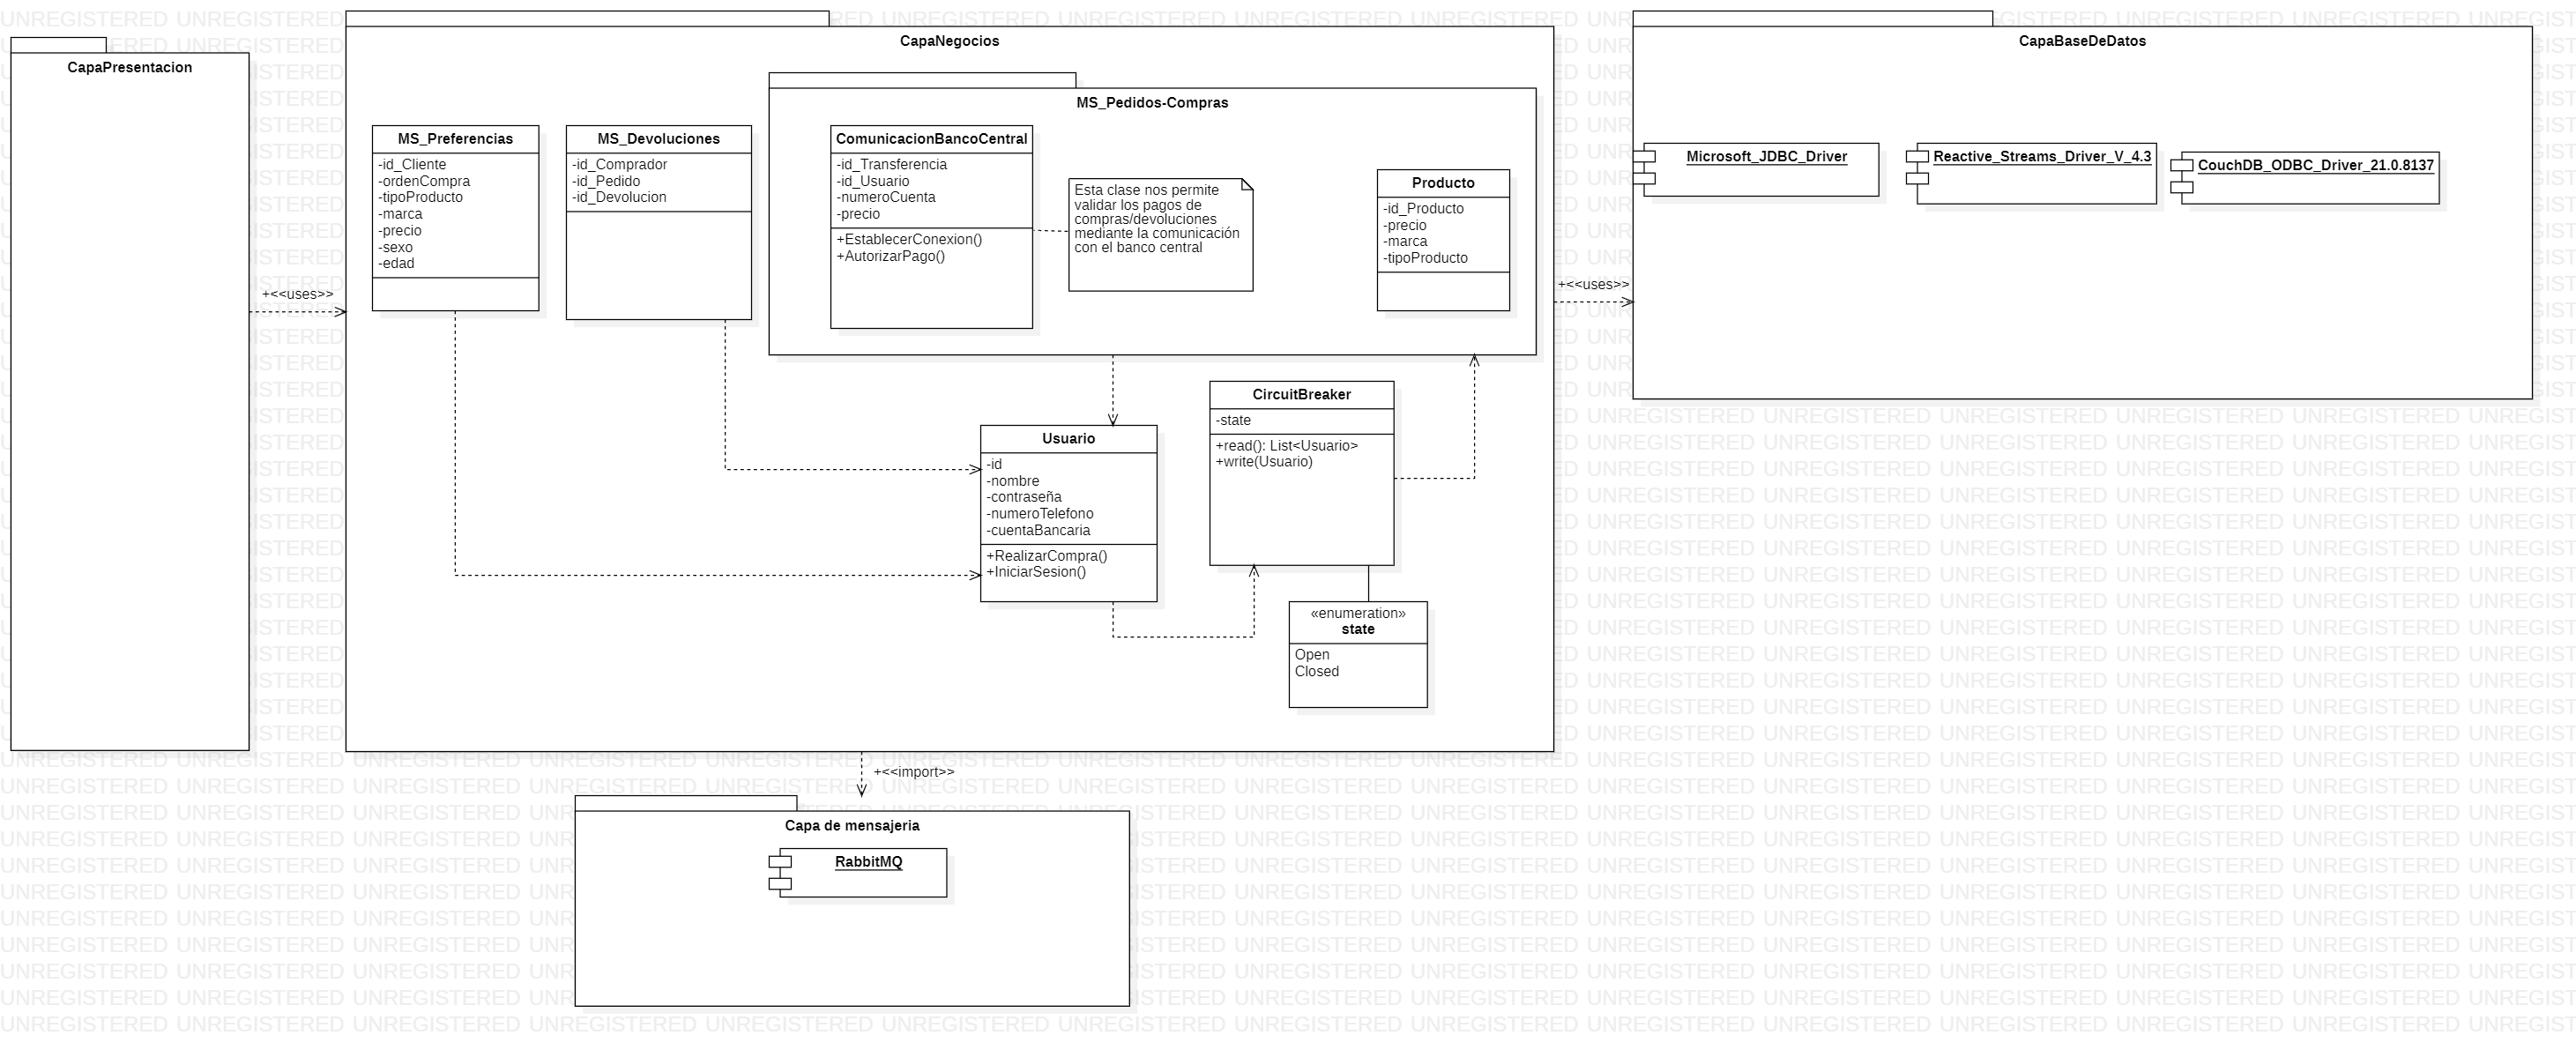 CapaPresentacion
+<<uses>>
CapaNegocios
MS_Preferencias
-id_Cliente
-ordenCompra
-tipoProducto
-marca
-precio
-sexo
-edad
MS_Devoluciones
-id_Comprador
-id_Pedido
-id_Devolucion
MS_Pedidos-Compras
ComunicacionBancoCentral
-id_Transferencia
-id_Usuario
-numeroCuenta
-precio
+EstablecerConexion()
+AutorizarPago()
Esta clase nos permite
validar los pagos de
compras/devoluciones
mediante la comunicación
con el banco central
Producto
-id_Producto
-precio
-marca
-tipoProducto
Usuario
-id
-nombre
-contraseña
-numeroTelefono
-cuentaBancaria
+RealizarCompra()
+IniciarSesion()
CircuitBreaker
-state
+read(): List<Usuario>
+write(Usuario)
«enumeration»
state
Open
Closed
+<<uses>>
CapaBaseDeDatos
Microsoft_JDBC_Driver
Reactive_Streams_Driver_V_4.3
CouchDB_ODBC_Driver_21.0.8137
+<<import>>
Capa de mensajeria
RabbitMQ
UNREGISTERED